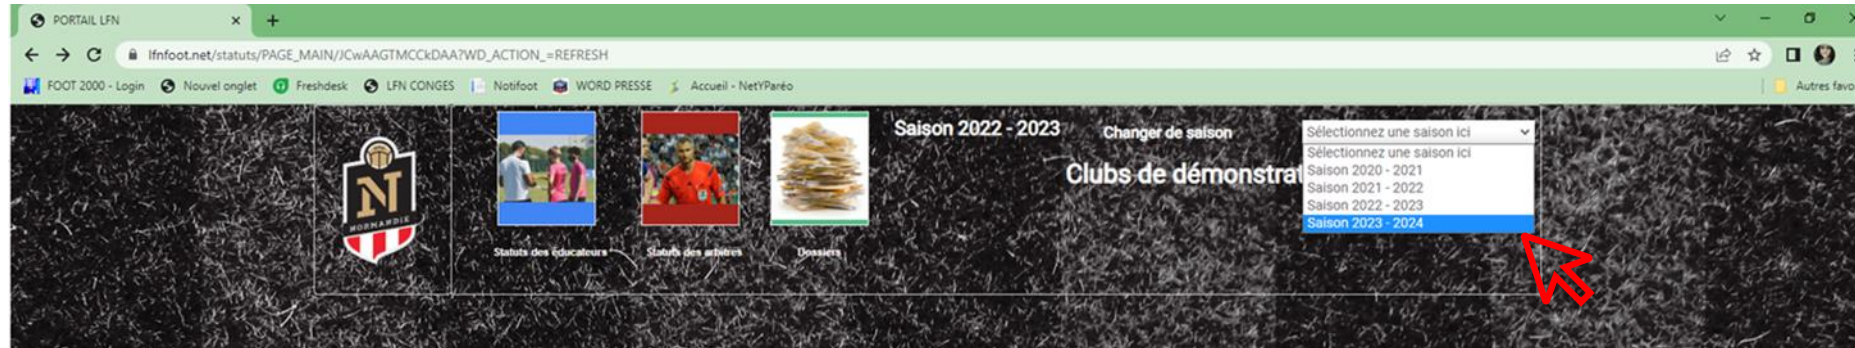 PORTAIL LFN
lfnfoot.net/statuts/PAGE_MAIN/JCwAAGTMCCkDAA?WD_ACTION_=REFRESH
FOOT 2000 - Login Nouvel onglet Freshdesk LFN CONGES Notifoot WORD PRESSE Accueil - NetYParéo Autres favo
N
NORMANDIE
Statuts des éducateurs
Statuts des arbitres
Dossiers
Saison 2022 - 2023
Changer de saison
Sélectionnez une saison ici
Sélectionnez une saison ici
Saison 2020 - 2021
Saison 2021 - 2022
Saison 2022 - 2023
Saison 2023 - 2024
Clubs de démonstrat